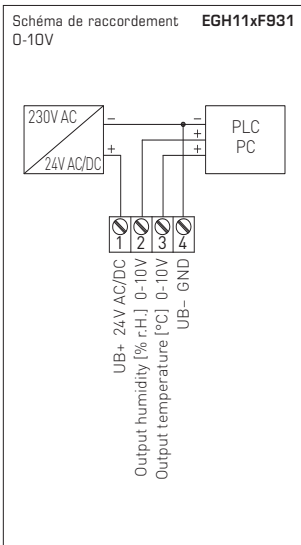 Schéma de raccordement EGH11xF931
0-10V
230V AC
24V AC/DC
–
+
–
+
+
PLC
PC
1 2 3 4
UB+ 24V AC/DC
Output humidity [% r.H.] 0-10V
Output temperature [°C] 0-10V
UB– GND